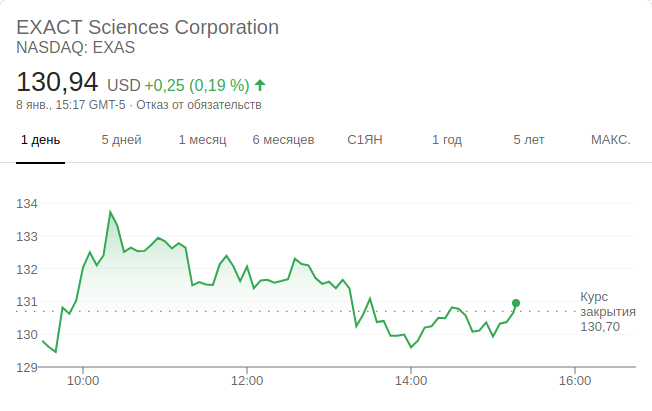 EXACT Sciences Corporation
NASDAQ: EXAS
130,94 USD +0,25 (0,19 %)
8 янв., 15:17 GMT-5 · Отказ от обязательств
1 день 5 дней 1 месяц 6 месяцев С1ЯН 1 год 5 лет МАКС.
134
133
132
131
130
129
Курс
закрытия
130,70
10:00 12:00 14:00 16:00